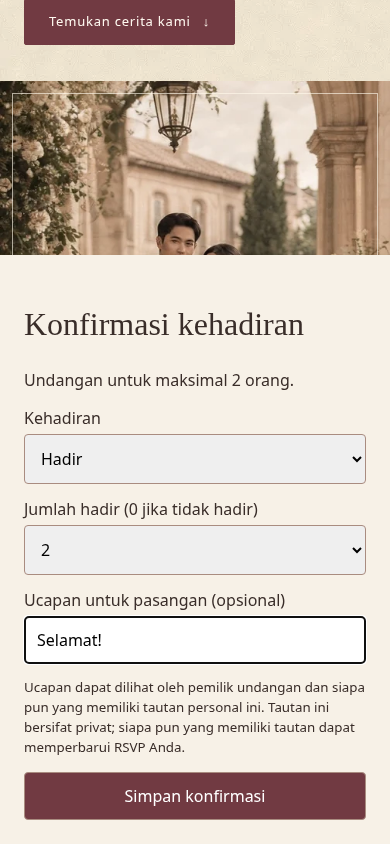 Temukan cerita kami ↓
Konfirmasi kehadiran
Undangan untuk maksimal 2 orang.
Kehadiran
Hadir
Jumlah hadir (0 jika tidak hadir)
2
Ucapan untuk pasangan (opsional)
Selamat!
Ucapan dapat dilihat oleh pemilik undangan dan siapa
pun yang memiliki tautan personal ini. Tautan ini
bersifat privat; siapa pun yang memiliki tautan dapat
memperbarui RSVP Anda.
Simpan konfirmasi